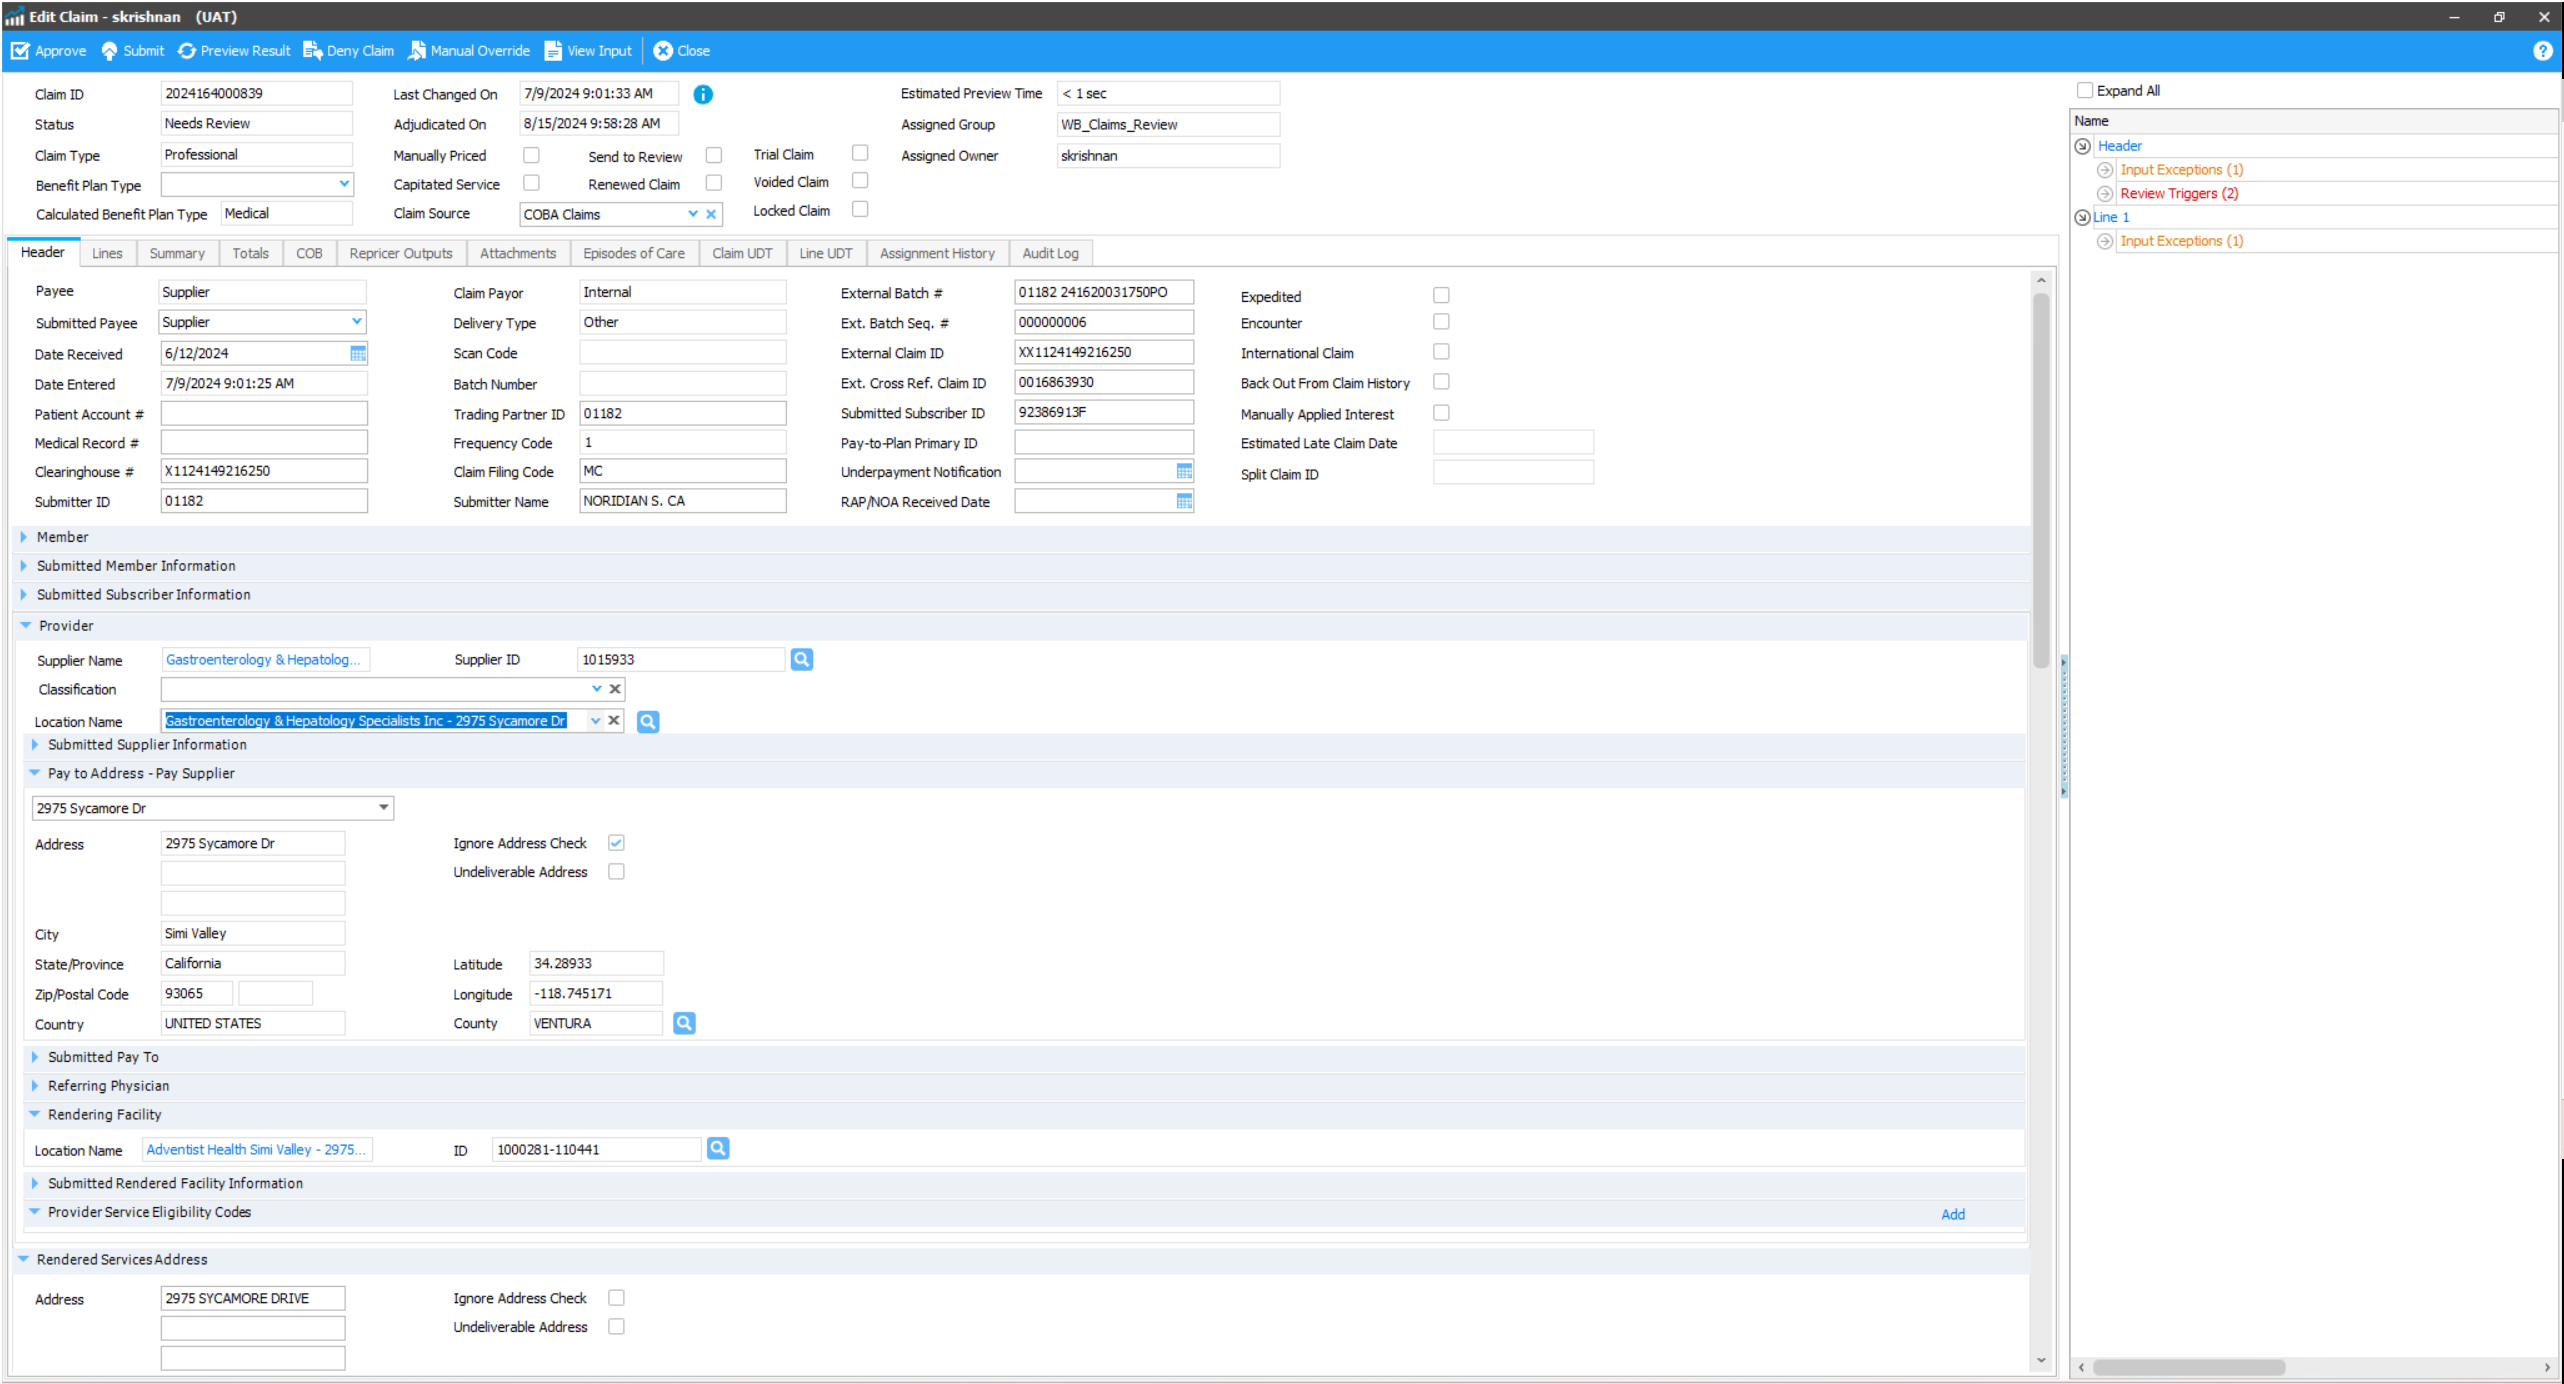 Edit Claim - skrishnan (UAT)
Approve Submit Preview Result Deny Claim Manual Override View Input Close
Claim ID 2024164000839 Last Changed On 7/9/2024 9:01:33 AM Estimated Preview Time < 1 sec
Status Needs Review Adjudicated On 8/15/2024 9:58:28 AM Assigned Group WB_Claims_Review
Claim Type Professional Manually Priced Send to Review Trial Claim Assigned Owner skrishnan
Benefit Plan Type Capitated Service Renewed Claim Voided Claim
Calculated Benefit Plan Type Medical Claim Source COBA Claims Locked Claim
Header Lines Summary Totals COB Repricer Outputs Attachments Episodes of Care Claim UDT Line UDT Assignment History Audit Log
Payee Supplier Claim Payor Internal External Batch # 01182 241620031750PO Expedited
Submitted Payee Supplier Delivery Type Other Ext. Batch Seq. # 000000006 Encounter
Date Received 6/12/2024 Scan Code External Claim ID XX1124149216250 International Claim
Date Entered 7/9/2024 9:01:25 AM Batch Number Ext. Cross Ref. Claim ID 0016863930 Back Out From Claim History
Patient Account # Trading Partner ID 01182 Submitted Subscriber ID 92386913F Manually Applied Interest
Medical Record # Frequency Code 1 Pay-to-Plan Primary ID Estimated Late Claim Date
Clearinghouse # X1124149216250 Claim Filing Code MC Underpayment Notification Split Claim ID
Submitter ID 01182 Submitter Name NORIDIAN S. CA RAP/NOA Received Date
Member
Submitted Member Information
Submitted Subscriber Information
Provider
Supplier Name Gastroenterology & Hepatolog... Supplier ID 1015933
Classification
Location Name Gastroenterology & Hepatology Specialists Inc - 2975 Sycamore Dr
Submitted Supplier Information
Pay to Address - Pay Supplier
2975 Sycamore Dr
Address 2975 Sycamore Dr Ignore Address Check
Undeliverable Address
City Simi Valley
State/Province California Latitude 34.28933
Zip/Postal Code 93065 Longitude -118.745171
Country UNITED STATES County VENTURA
Submitted Pay To
Referring Physician
Rendering Facility
Location Name Adventist Health Simi Valley - 2975... ID 1000281-110441
Submitted Rendered Facility Information
Provider Service Eligibility Codes Add
Rendered Services Address
Address 2975 SYCAMORE DRIVE Ignore Address Check
Undeliverable Address
Expand All
Name
Header
Input Exceptions (1)
Review Triggers (2)
Line 1
Input Exceptions (1)